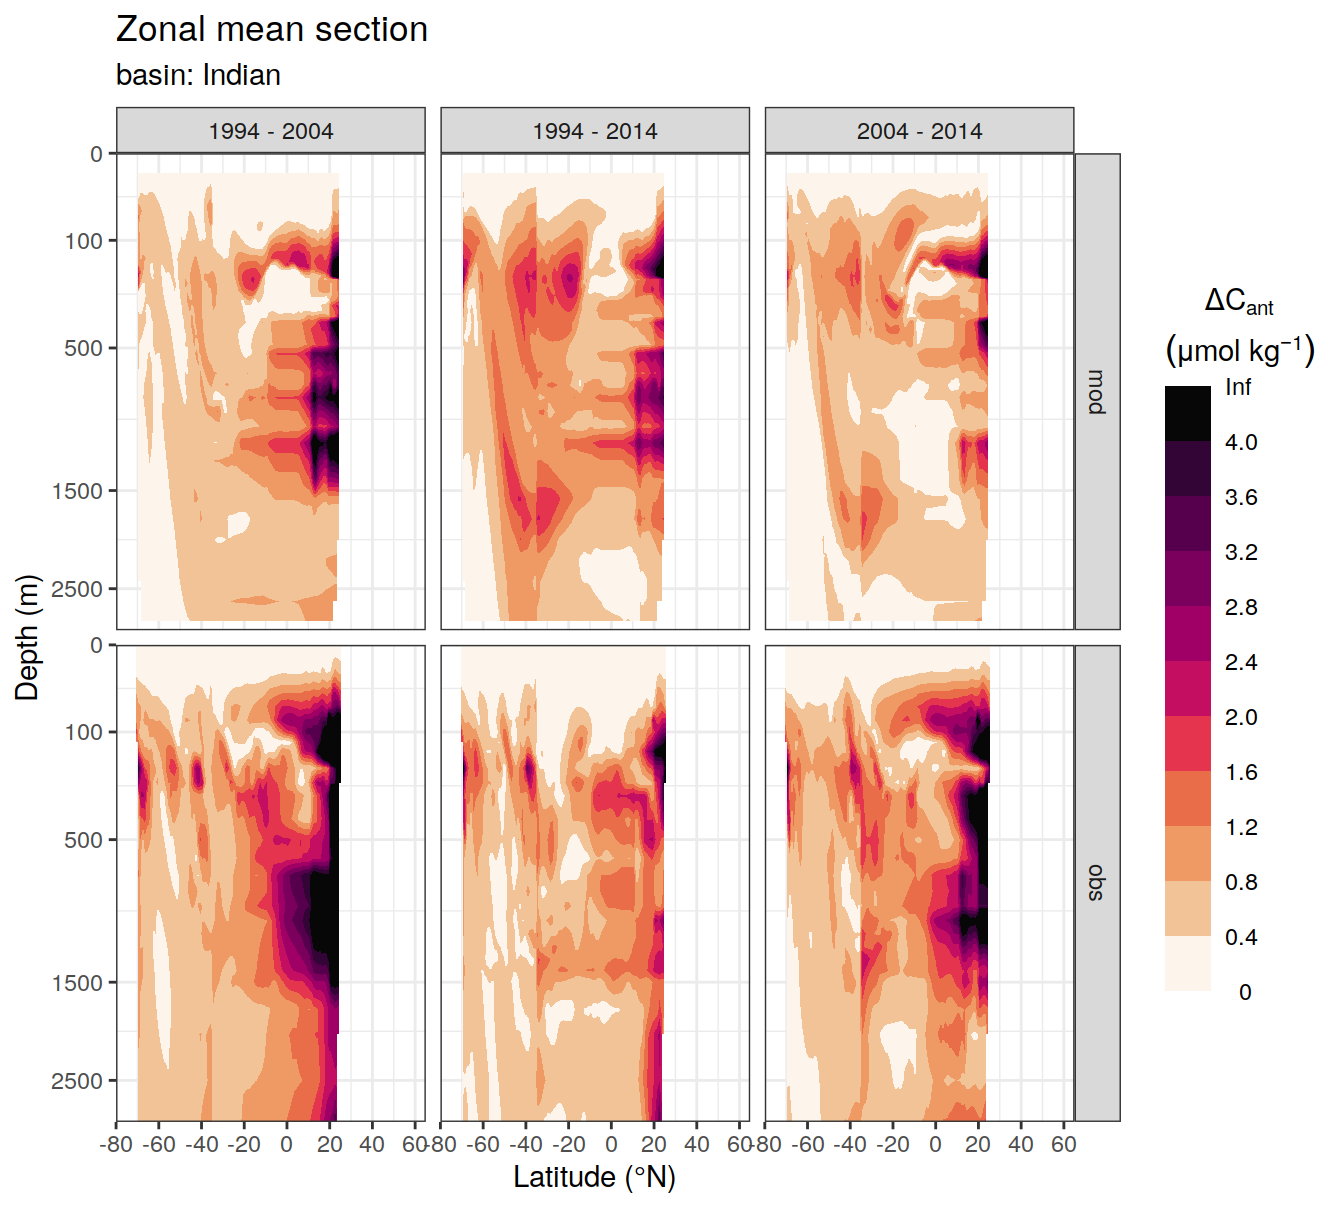 Zonal mean section
basin: Indian
1994 - 2004
1994 - 2014
2004 - 2014
0
100
500
1500
2500
mod
0
100
500
1500
2500
obs
Depth (m)
-80 -60 -40 -20 0 20 40 60
-80 -60 -40 -20 0 20 40 60
-80 -60 -40 -20 0 20 40 60
Latitude (°N)
ΔCant
(μmol kg⁻¹)
Inf
4.0
3.6
3.2
2.8
2.4
2.0
1.6
1.2
0.8
0.4
0